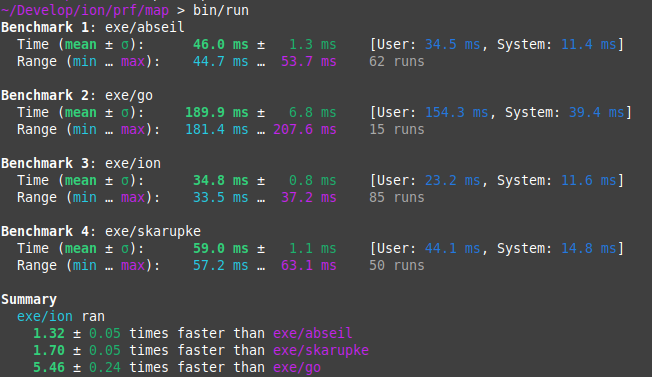 ~/Develop/ion/prf/map > bin/run
Benchmark 1: exe/abseil
  Time (mean ± σ):      46.0 ms ±   1.3 ms    [User: 34.5 ms, System: 11.4 ms]
  Range (min … max):   44.7 ms …  53.7 ms    62 runs

Benchmark 2: exe/go
  Time (mean ± σ):     189.9 ms ±   6.8 ms    [User: 154.3 ms, System: 39.4 ms]
  Range (min … max):   181.4 ms … 207.6 ms    15 runs

Benchmark 3: exe/ion
  Time (mean ± σ):      34.8 ms ±   0.8 ms    [User: 23.2 ms, System: 11.6 ms]
  Range (min … max):   33.5 ms …  37.2 ms    85 runs

Benchmark 4: exe/skarupke
  Time (mean ± σ):      59.0 ms ±   1.1 ms    [User: 44.1 ms, System: 14.8 ms]
  Range (min … max):   57.2 ms …  63.1 ms    50 runs

Summary
  exe/ion ran
    1.32 ± 0.05 times faster than exe/abseil
    1.70 ± 0.05 times faster than exe/skarupke
    5.46 ± 0.24 times faster than exe/go